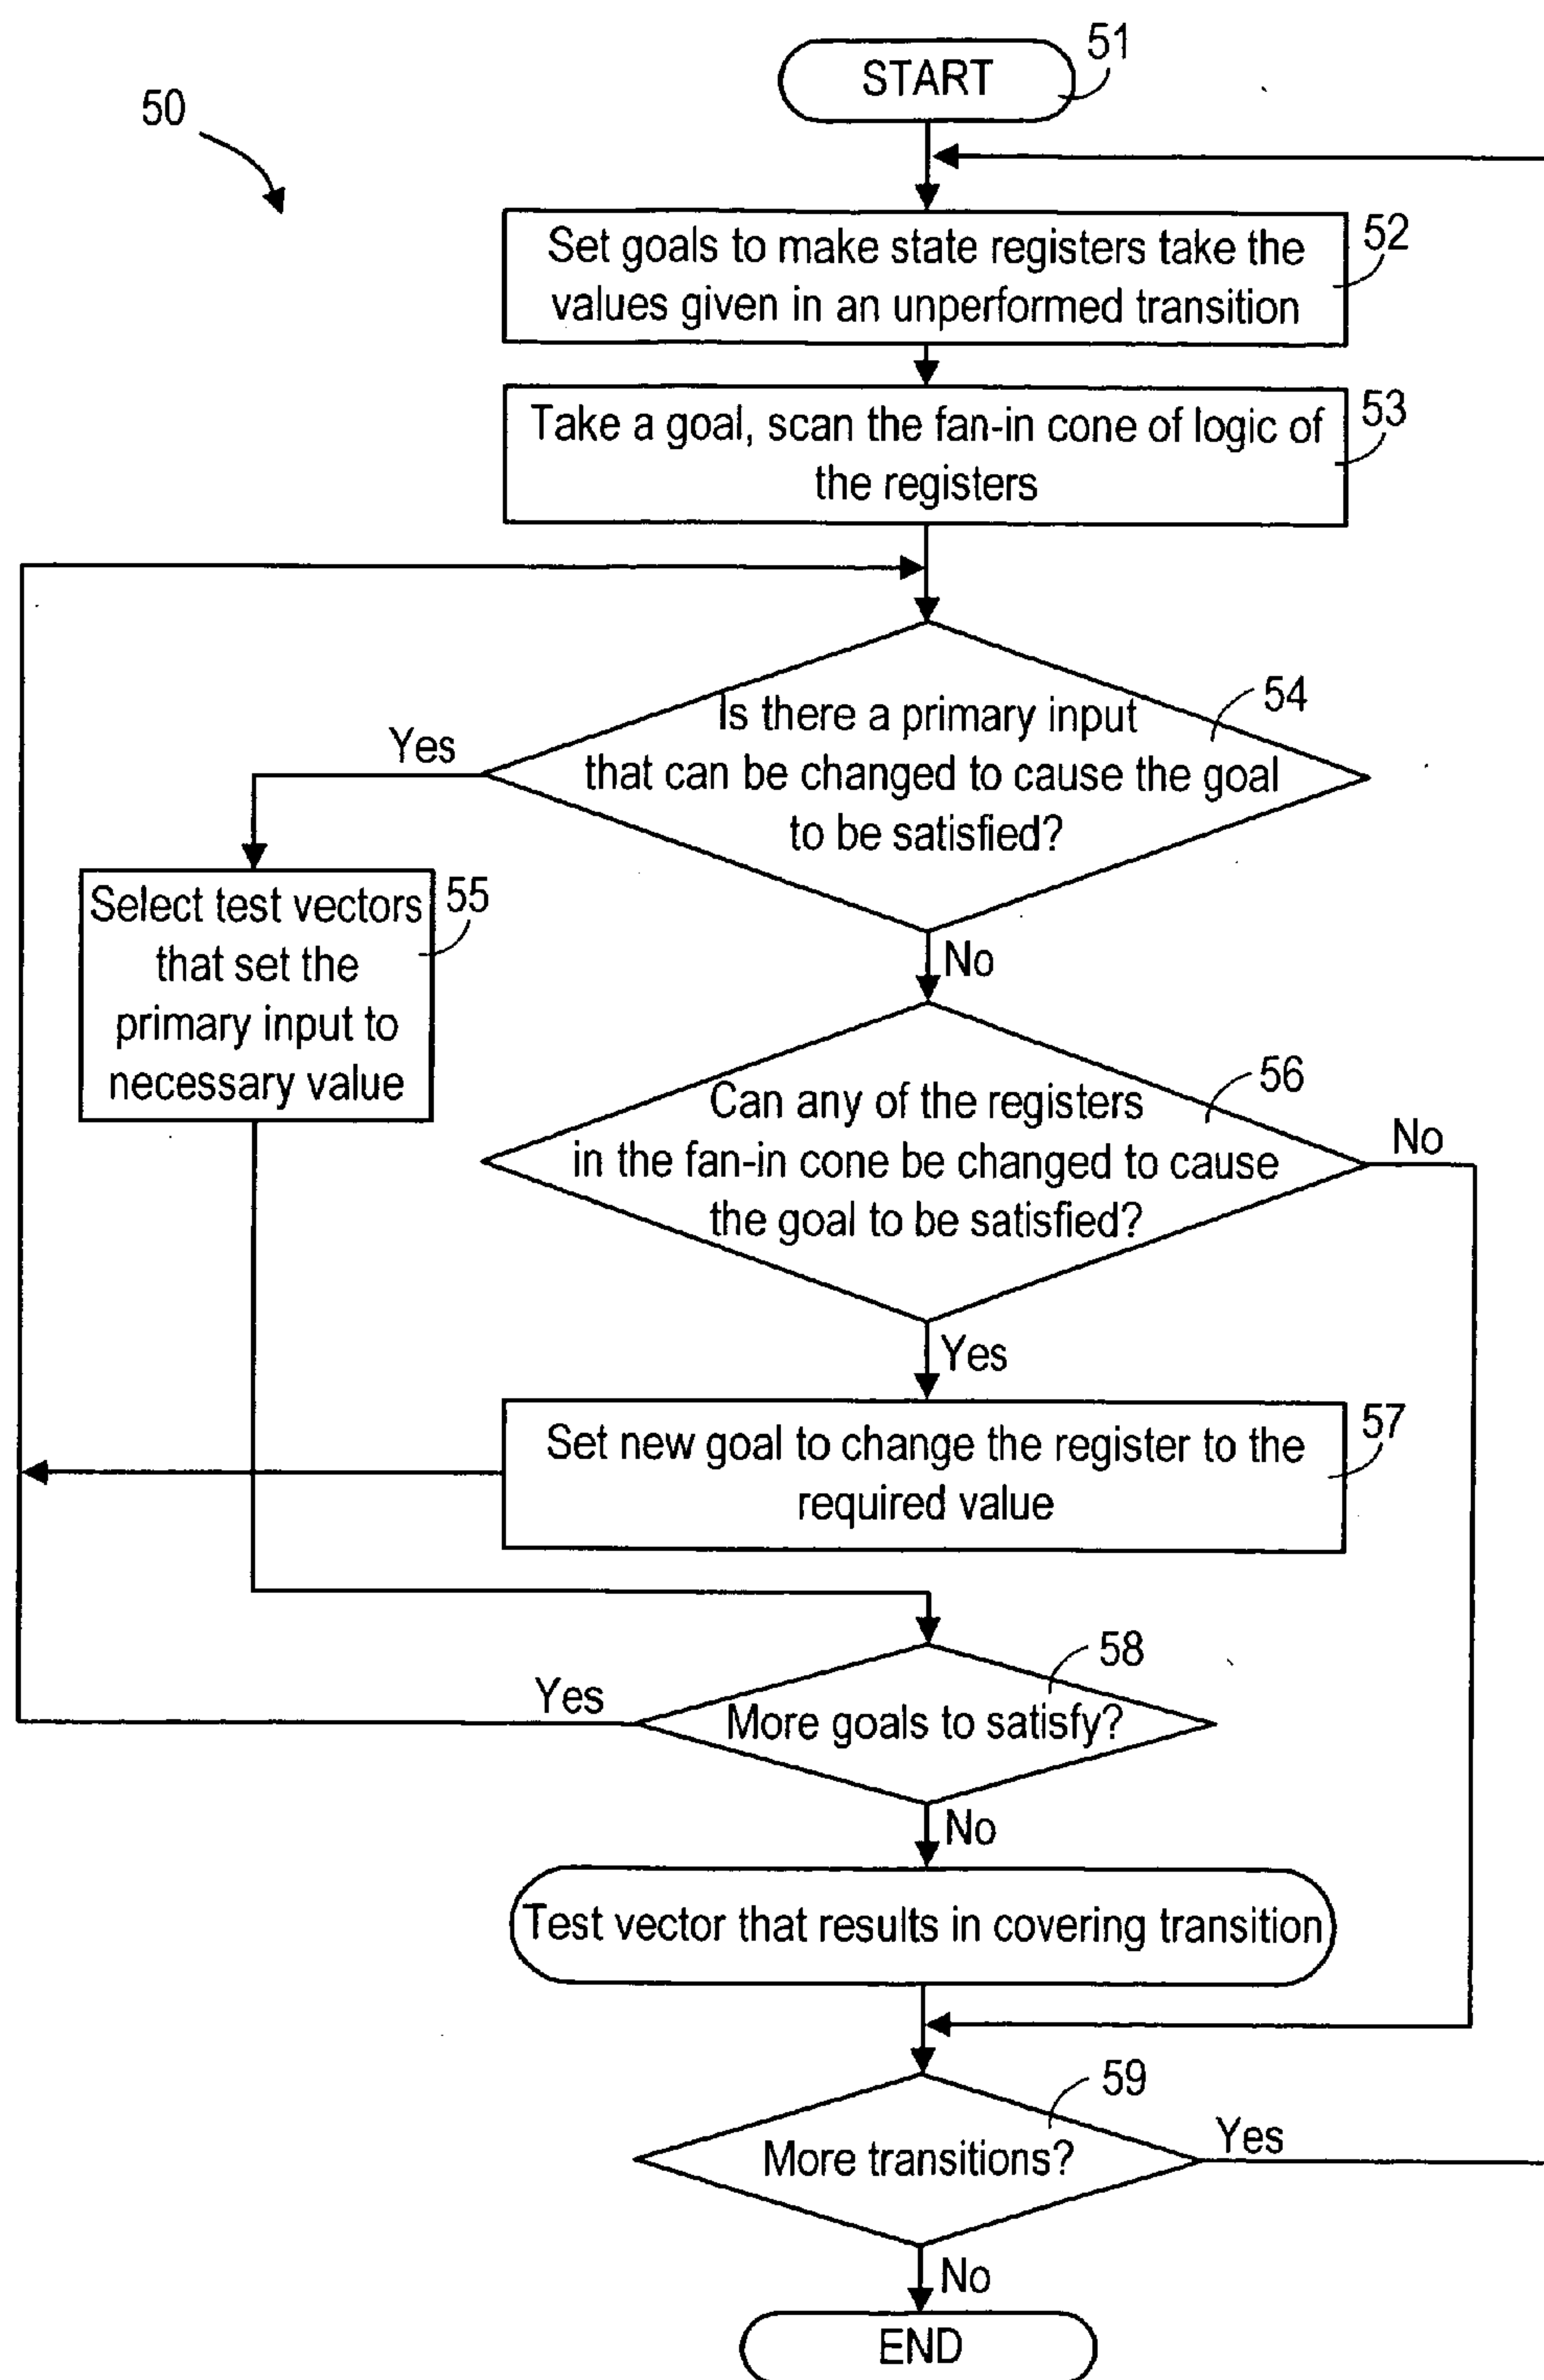 START
51
50
Set goals to make state registers take the
values given in an unperformed transition
52
Take a goal, scan the fan-in cone of logic of
the registers
53
Is there a primary input
that can be changed to cause the goal
to be satisfied?
54
Yes
No
Select test vectors
that set the
primary input to
necessary value
55
Can any of the registers
in the fan-in cone be changed to cause
the goal to be satisfied?
56
No
Yes
Set new goal to change the register to the
required value
57
More goals to satisfy?
58
Yes
No
Test vector that results in covering transition
More transitions?
59
Yes
No
END